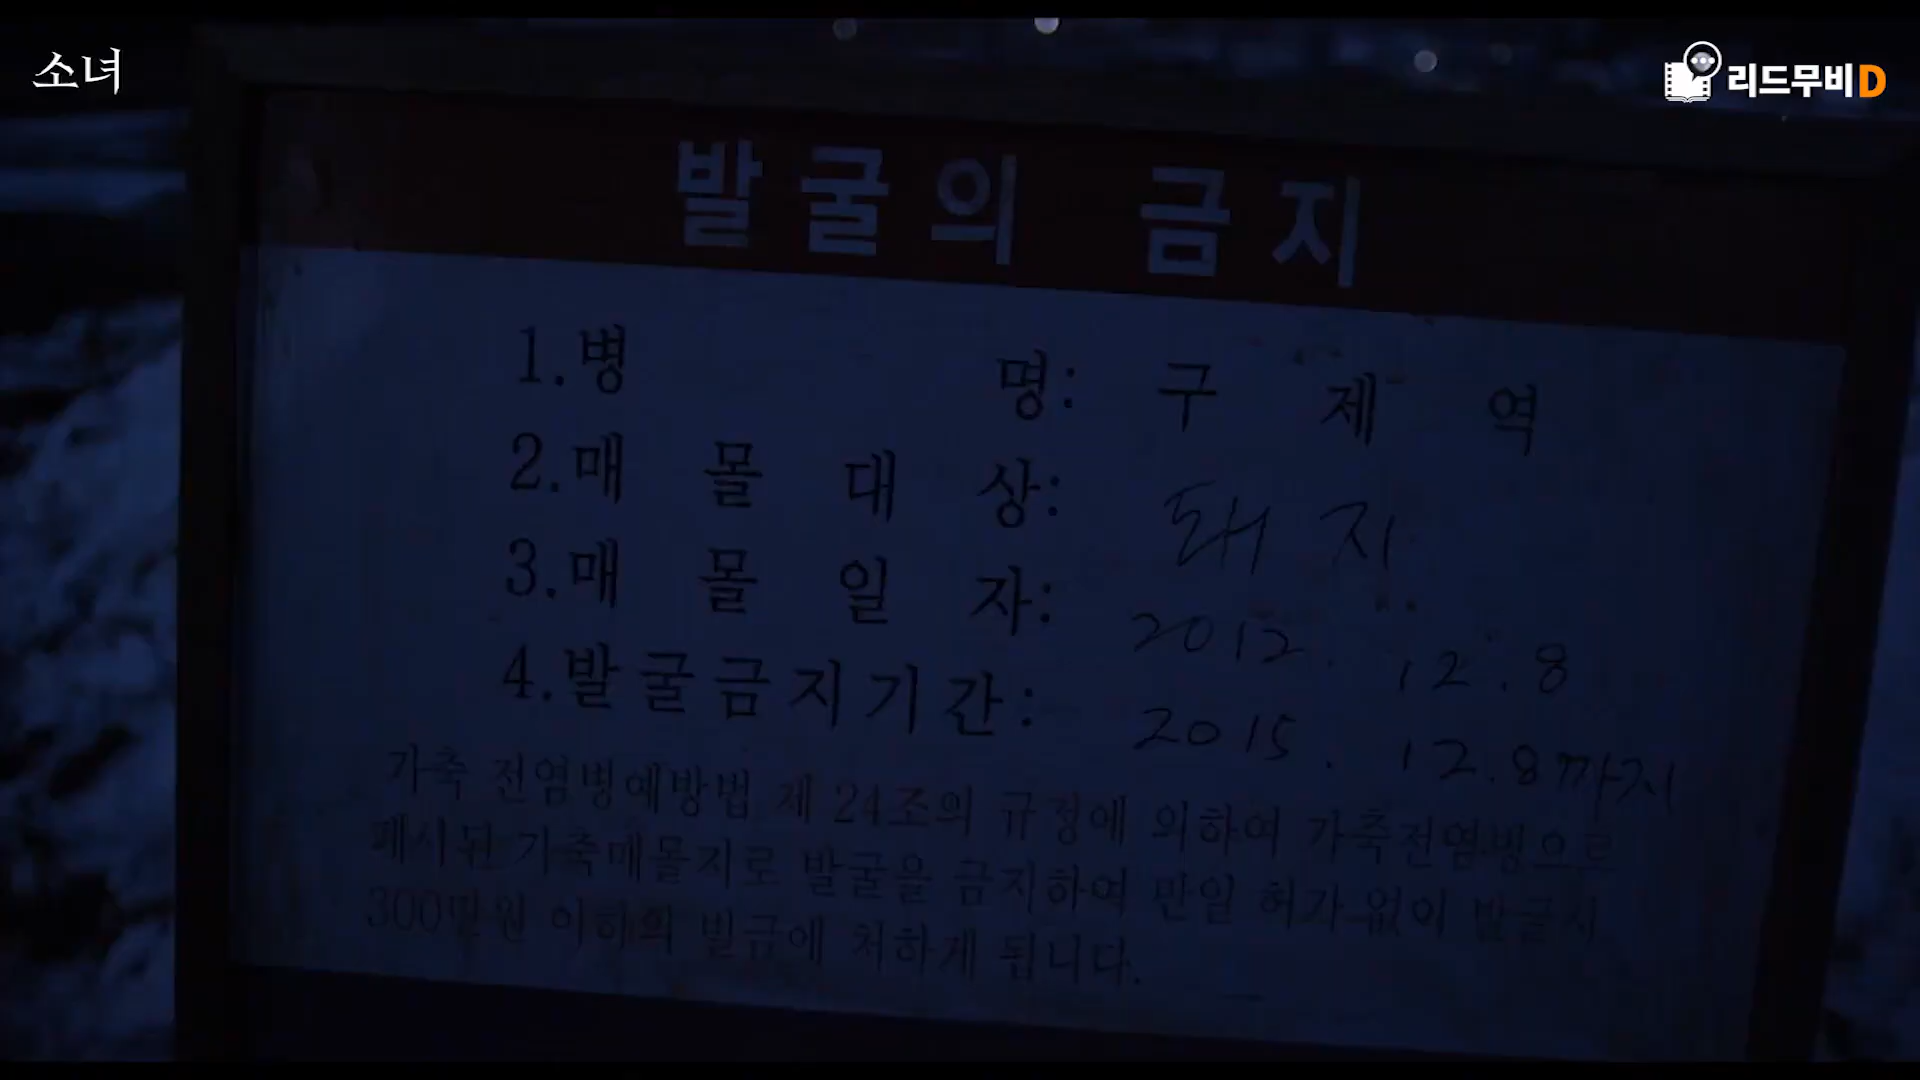 소녀
리드무비D
발굴의 금지
1.병 명: 구 제 역
2.매 몰 대 상: 돼지
3.매 몰 일 자: 2012. 12. 8
4.발굴금지기간: 2015. 12. 8까지
가축 전염병예방법 제 24조의 규정에 의하여 가축전염병으로
폐사된 가축매몰지로 발굴을 금지하여 만일 허가 없이 발굴시
300만원 이하의 벌금에 처하게 됩니다.